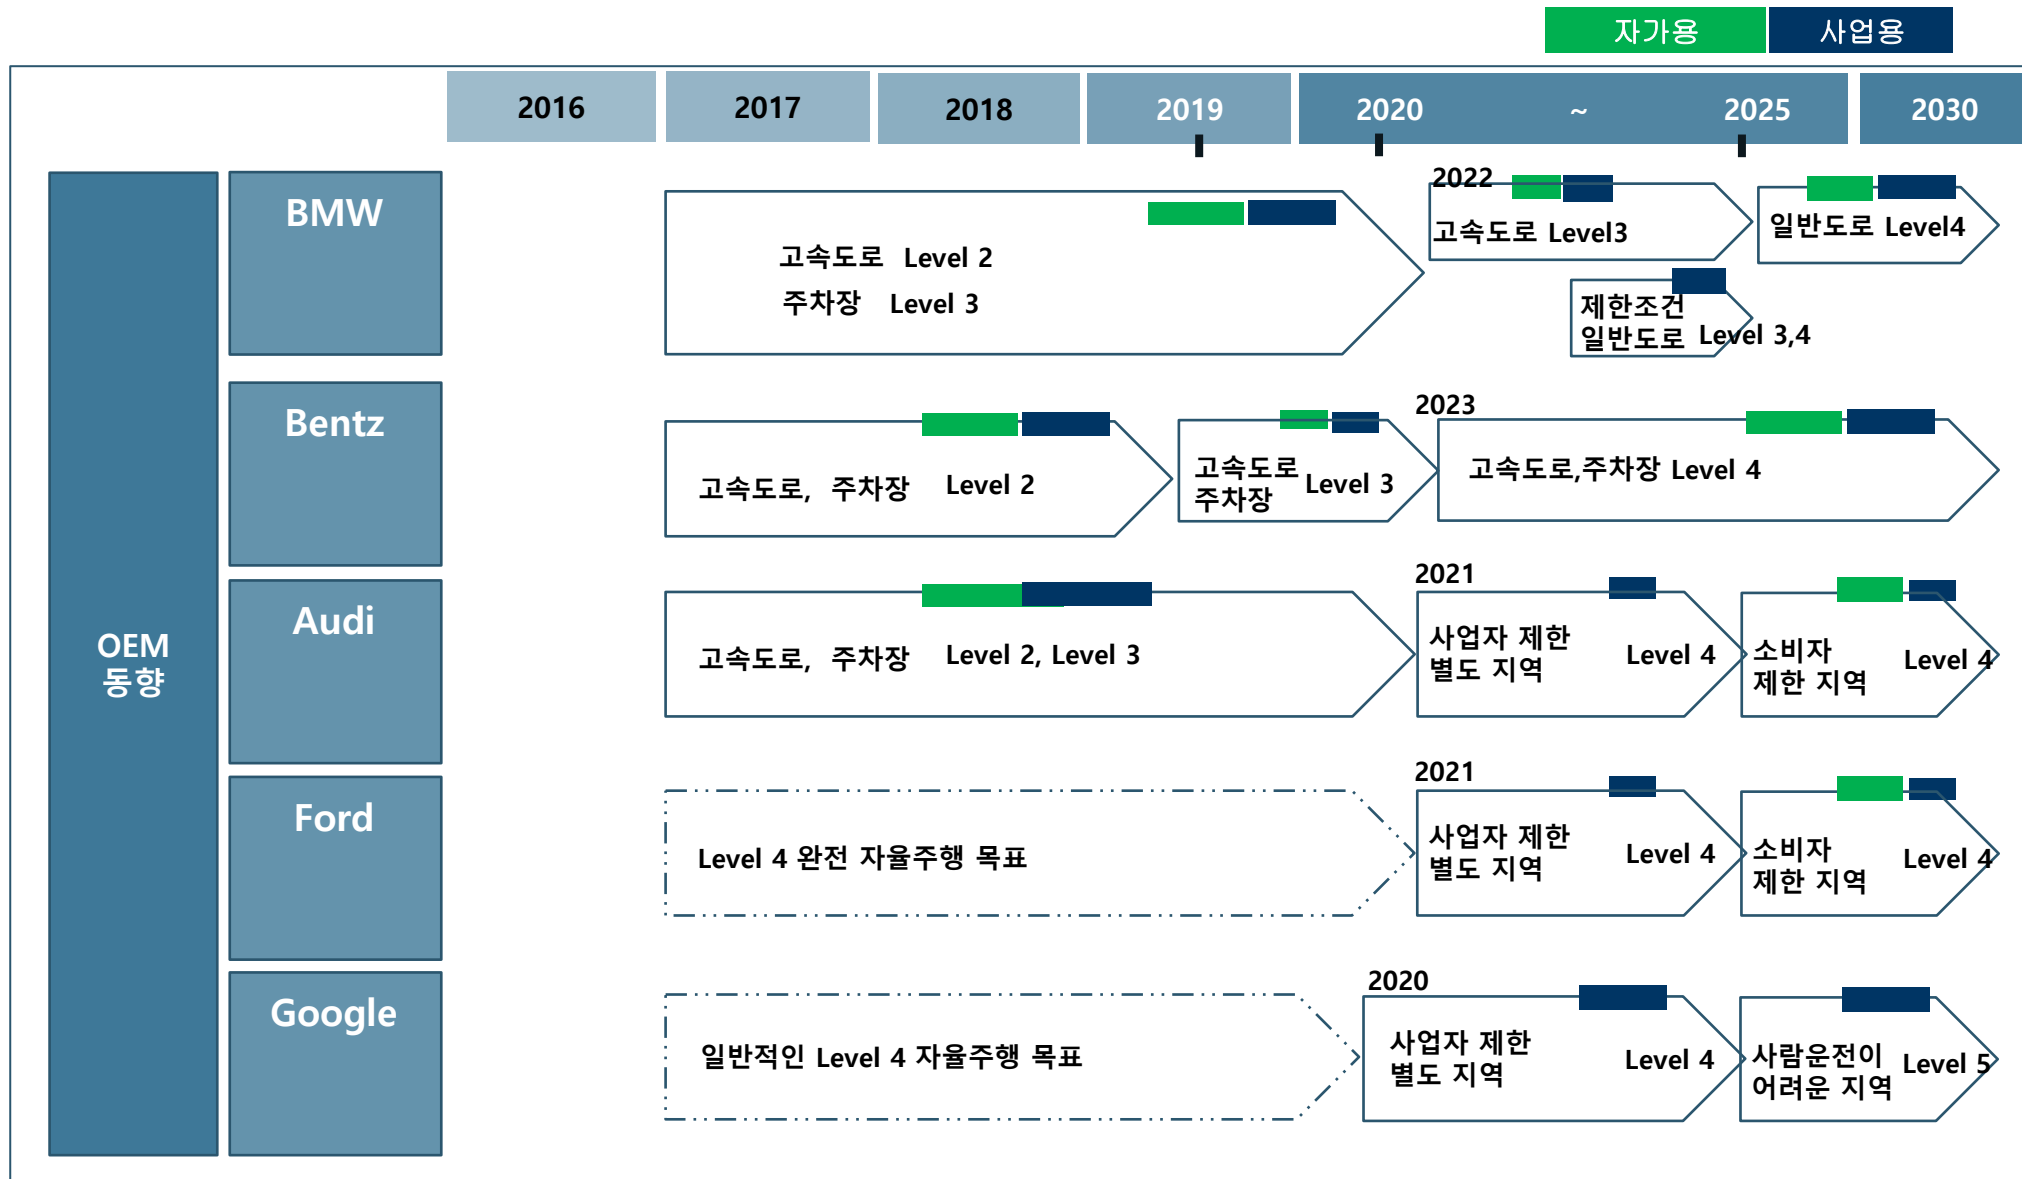 자가용 사업용
2016 2017 2018 2019 2020 ~ 2025 2030
OEM
동향
BMW
고속도로 Level 2
주차장 Level 3
2022
고속도로 Level3
일반도로 Level4
제한조건
일반도로 Level 3,4
Bentz
고속도로, 주차장 Level 2
고속도로
주차장 Level 3
2023
고속도로,주차장 Level 4
Audi
고속도로, 주차장 Level 2, Level 3
2021
사업자 제한
별도 지역 Level 4
소비자
제한 지역 Level 4
Ford
Level 4 완전 자율주행 목표
2021
사업자 제한
별도 지역 Level 4
소비자
제한 지역 Level 4
Google
일반적인 Level 4 자율주행 목표
2020
사업자 제한
별도 지역 Level 4
사람운전이
어려운 지역 Level 5